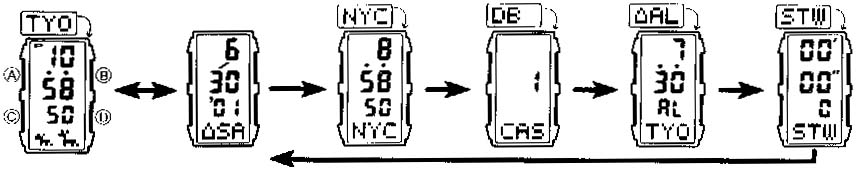 TYO
P 10
Ⓐ :58 Ⓑ
Ⓒ 50 Ⓓ
6
30
'01
ΔSA
NYC
8
:58
50
NYC
DB
1
CAS
ΔAL
7
:30
AL
TYO
STW
00'
00"
0
STW